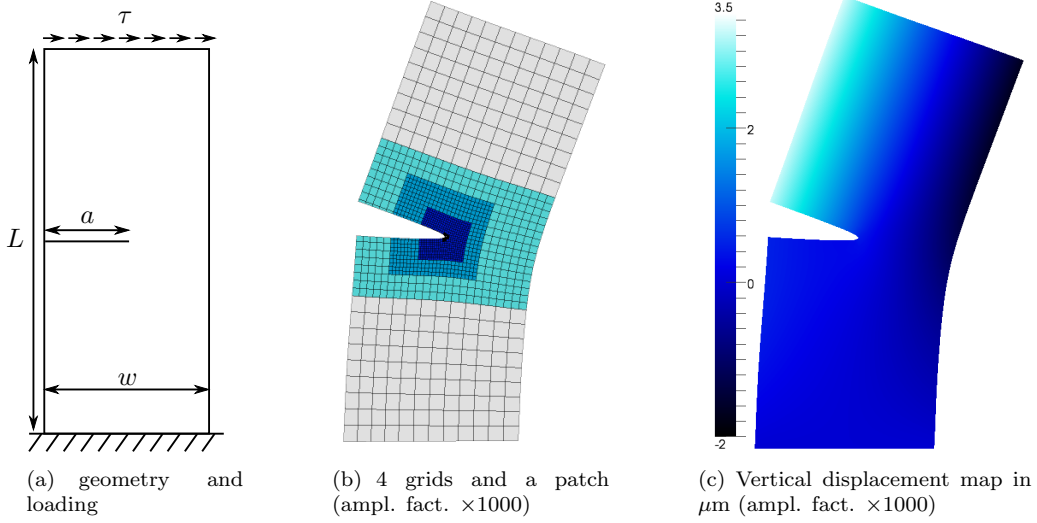 τ
a
L
w
3.5
2
0
-2
(a) geometry and
loading
(b) 4 grids and a patch
(ampl. fact. ×1000)
(c) Vertical displacement map in
μm (ampl. fact. ×1000)